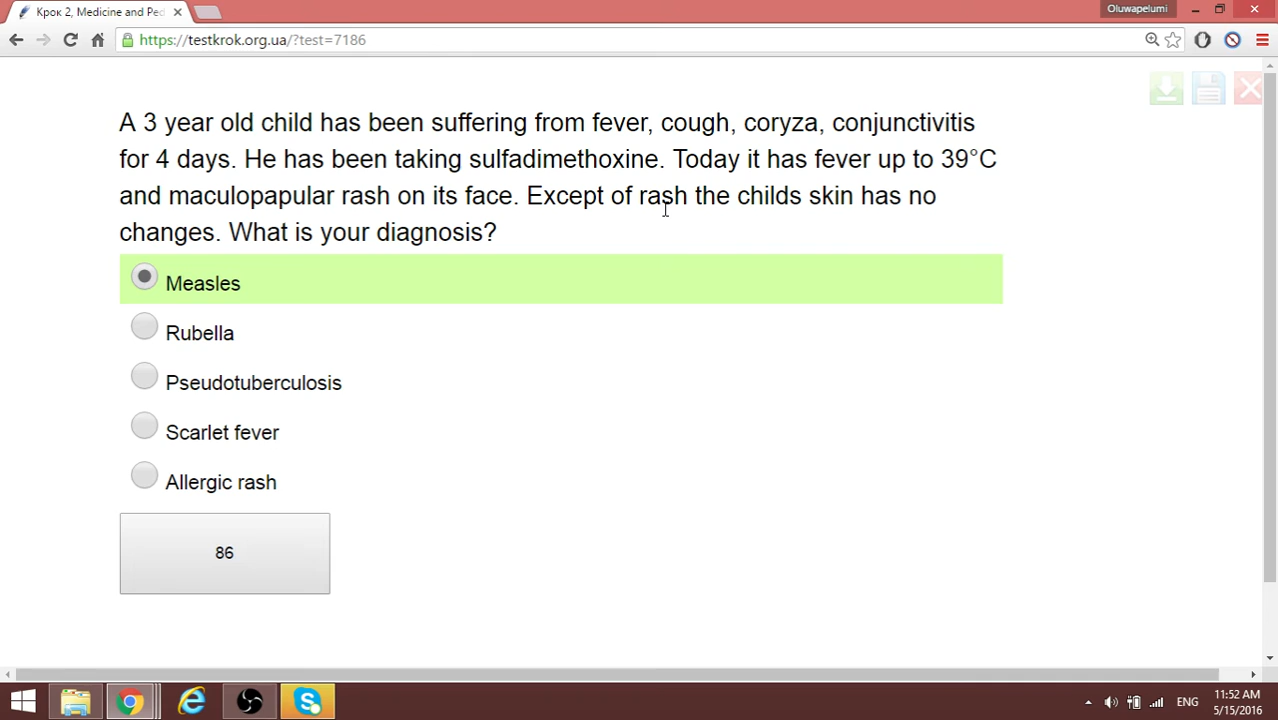 Крок 2, Medicine and Ped
Oluwapelumi
https://testkrok.org.ua/?test=7186
A 3 year old child has been suffering from fever, cough, coryza, conjunctivitis
for 4 days. He has been taking sulfadimethoxine. Today it has fever up to 39°C
and maculopapular rash on its face. Except of rash the childs skin has no
changes. What is your diagnosis?
Measles
Rubella
Pseudotuberculosis
Scarlet fever
Allergic rash
86
ENG
11:52 AM
5/15/2016